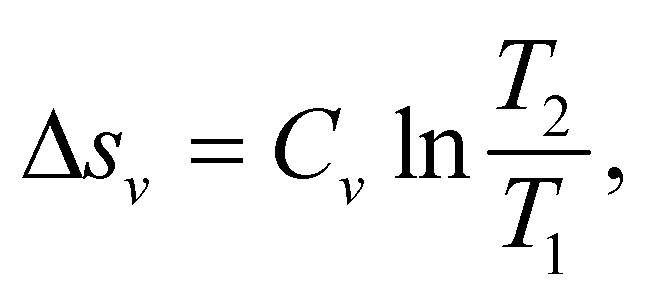 Δs_v = C_v ln T_2/T_1,